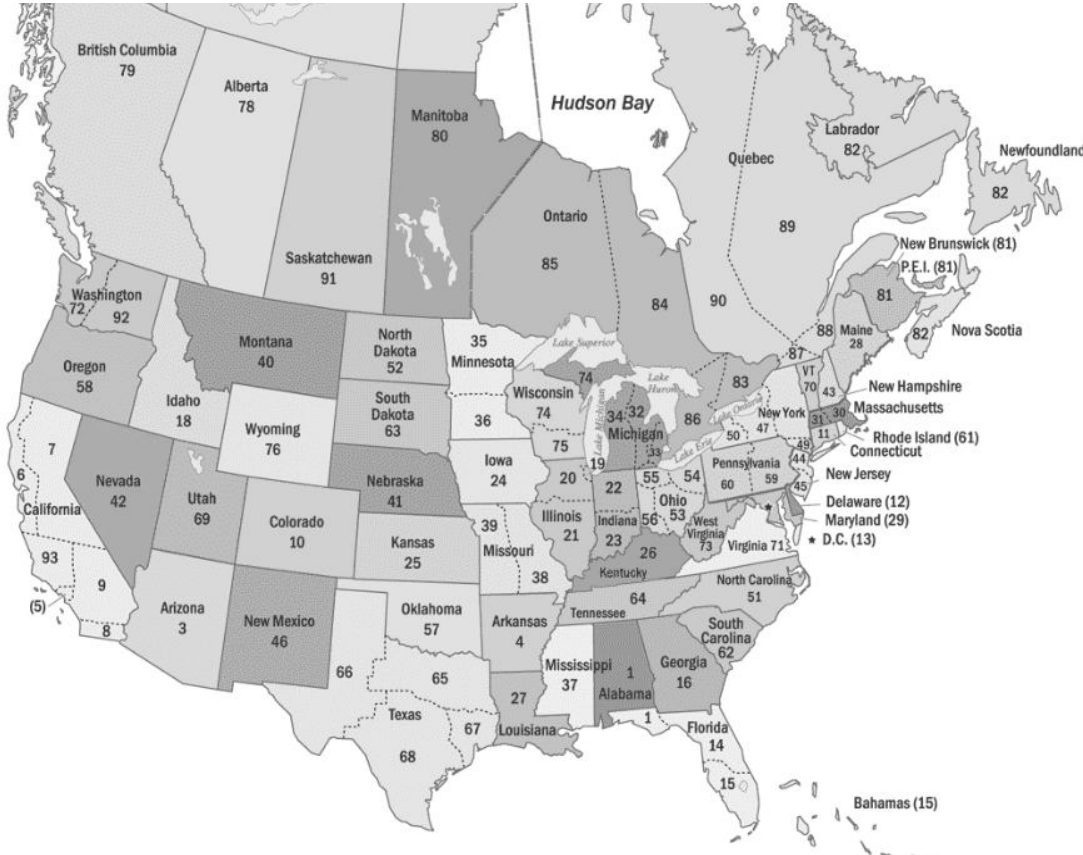 British Columbia
79
Alberta
78
Manitoba
80
Hudson Bay
Labrador
82
Newfoundland
82
Quebec
89
Ontario
85
Saskatchewan
91
New Brunswick (81)
P.E.I. (81)
81
84
90
88
Maine
28
82
Nova Scotia
Washington
72
92
Montana
40
North
Dakota
52
35
Minnesota
Lake Superior
74
Lake
Huron
83
87
VT
70
43
New Hampshire
Massachusetts
Oregon
58
Idaho
18
Wyoming
76
South
Dakota
63
36
Wisconsin
74
75
Lake Michigan
34
32
Michigan
33
86
Lake Ontario
50
New York
47
31
30
11
Rhode Island (61)
Connecticut
7
6
California
Nevada
42
Utah
69
Colorado
10
Nebraska
41
Iowa
24
19
20
Illinois
21
22
Indiana
23
55
Ohio
54
53
56
Lake Erie
Pennsylvania
60
59
49
44
45
New Jersey
Delaware (12)
Maryland (29)
★ D.C. (13)
93
9
(5)
8
Arizona
3
New Mexico
46
Kansas
25
39
Missouri
38
26
Kentucky
West
Virginia
73
Virginia 71
Oklahoma
57
Arkansas
4
64
Tennessee
North Carolina
51
South
Carolina
62
66
65
Texas
67
68
27
Louisiana
Mississippi
37
1
Alabama
Georgia
16
1
Florida
14
15
Bahamas (15)